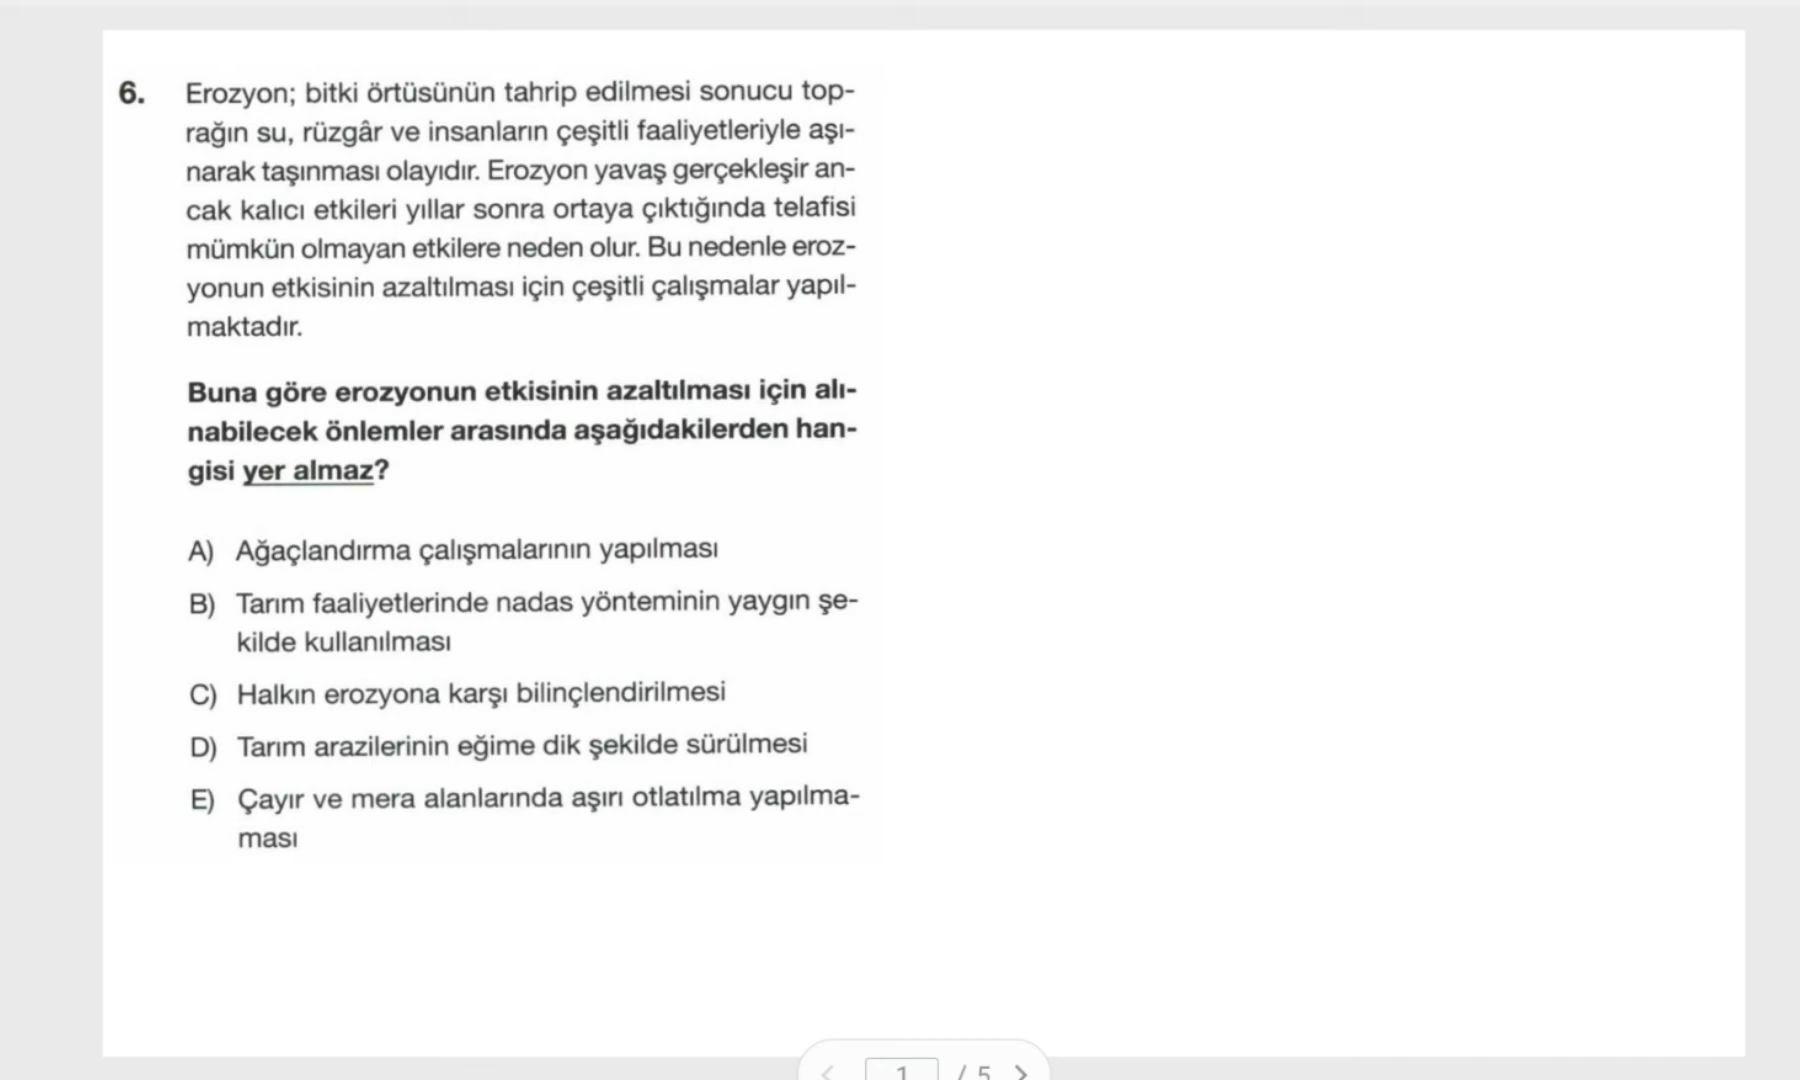 6. Erozyon; bitki örtüsünün tahrip edilmesi sonucu top-
rağın su, rüzgâr ve insanların çeşitli faaliyetleriyle aşı-
narak taşınması olayıdır. Erozyon yavaş gerçekleşir an-
cak kalıcı etkileri yıllar sonra ortaya çıktığında telafisi
mümkün olmayan etkilere neden olur. Bu nedenle eroz-
yonun etkisinin azaltılması için çeşitli çalışmalar yapıl-
maktadır.
Buna göre erozyonun etkisinin azaltılması için alı-
nabilecek önlemler arasında aşağıdakilerden han-
gisi yer almaz?
A) Ağaçlandırma çalışmalarının yapılması
B) Tarım faaliyetlerinde nadas yönteminin yaygın şe-
kilde kullanılması
C) Halkın erozyona karşı bilinçlendirilmesi
D) Tarım arazilerinin eğime dik şekilde sürülmesi
E) Çayır ve mera alanlarında aşırı otlatılma yapılma-
ması
1 / 5